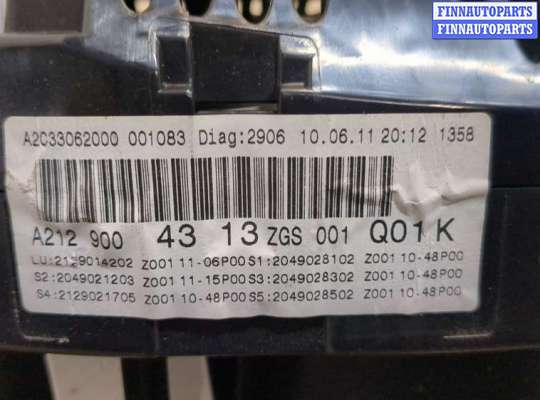 FINNAUTOPARTS
FINNAUTOPARTS
A2C33062000 001083 Diag:2906 10.06.11 20:12 1358
A212 900 43 13 ZGS 001 Q01K
LU:2129014202 Z001 11-06P00 S1:2049028102 Z001 10-48P00
S2:2049021203 Z001 11-15P00 S3:2049028302 Z001 10-48P00
S4:2129021705 Z001 10-48P00 S5:2049028502 Z001 10-48P00